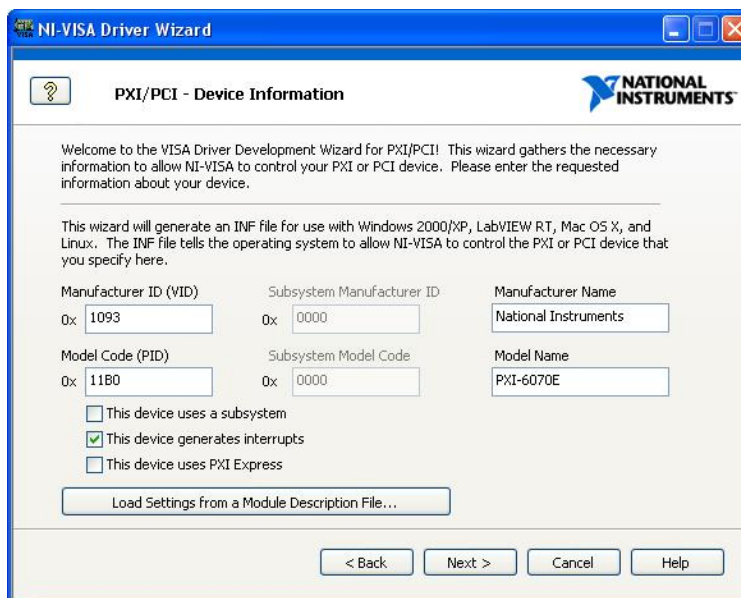 NI-VISA Driver Wizard
?
PXI/PCI - Device Information
NATIONAL
INSTRUMENTS
Welcome to the VISA Driver Development Wizard for PXI/PCI! This wizard gathers the necessary
information to allow NI-VISA to control your PXI or PCI device. Please enter the requested
information about your device.
This wizard will generate an INF file for use with Windows 2000/XP, LabVIEW RT, Mac OS X, and
Linux. The INF file tells the operating system to allow NI-VISA to control the PXI or PCI device that
you specify here.
Manufacturer ID (VID) Subsystem Manufacturer ID Manufacturer Name
0x 1093 0x 0000 National Instruments
Model Code (PID) Subsystem Model Code Model Name
0x 11B0 0x 0000 PXI-6070E
This device uses a subsystem
This device generates interrupts
This device uses PXI Express
Load Settings from a Module Description File...
< Back Next > Cancel Help